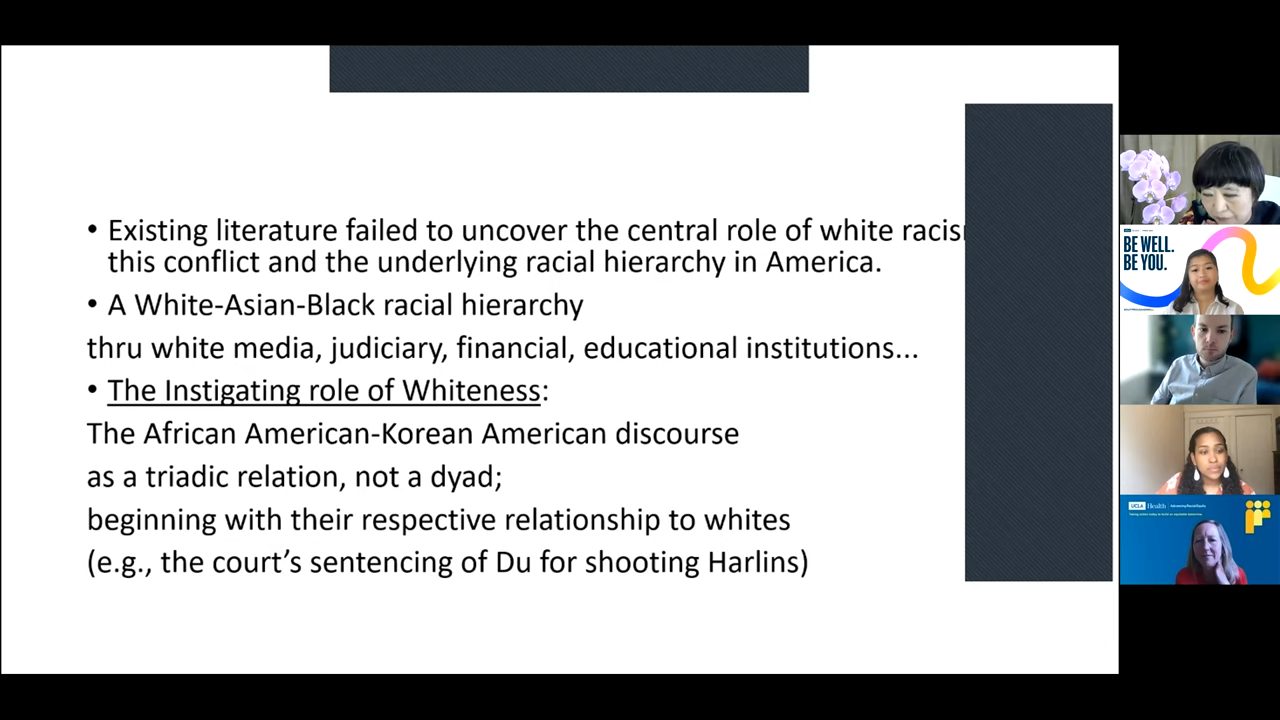 • Existing literature failed to uncover the central role of white
this conflict and the underlying racial hierarchy in America.
• A White-Asian-Black racial hierarchy
thru white media, judiciary, financial, educational institutions...
• The Instigating role of Whiteness:
The African American-Korean American discourse
as a triadic relation, not a dyad;
beginning with their respective relationship to whites
(e.g., the court’s sentencing of Du for shooting Harlins)
BE WELL.
BE YOU.
UCLA Health Advancing Racial Equity